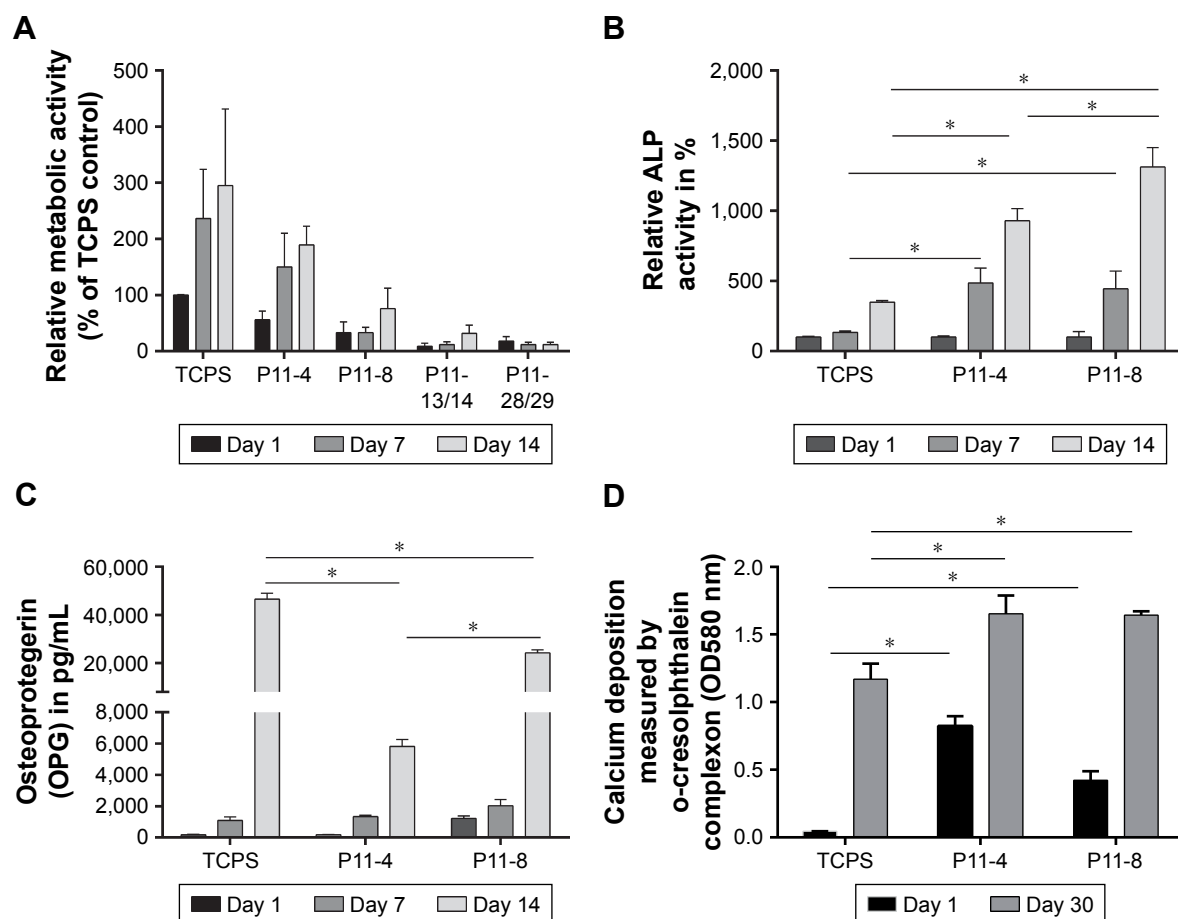 A
Relative metabolic activity
(% of TCPS control)
500
400
300
200
100
0
TCPS
P11-4
P11-8
P11-
13/14
P11-
28/29
Day 1
Day 7
Day 14
B
Relative ALP
activity in %
2,000
1,500
1,000
500
0
*
*
*
*
*
TCPS
P11-4
P11-8
Day 1
Day 7
Day 14
C
Osteoprotegerin
(OPG) in pg/mL
60,000
40,000
20,000
8,000
6,000
4,000
2,000
0
*
*
*
TCPS
P11-4
P11-8
Day 1
Day 7
Day 14
D
Calcium deposition
measured by
o-cresolphthalein
complexon (OD580 nm)
2.0
1.5
1.0
0.5
0.0
*
*
*
*
TCPS
P11-4
P11-8
Day 1
Day 30